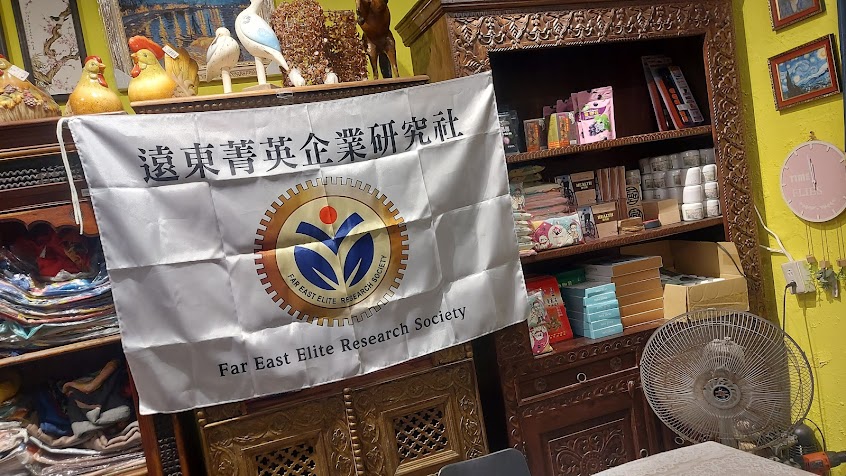 遠東菁英企業研究社
FAR EAST ELITE RESEARCH SOCIETY
Far East Elite Research Society